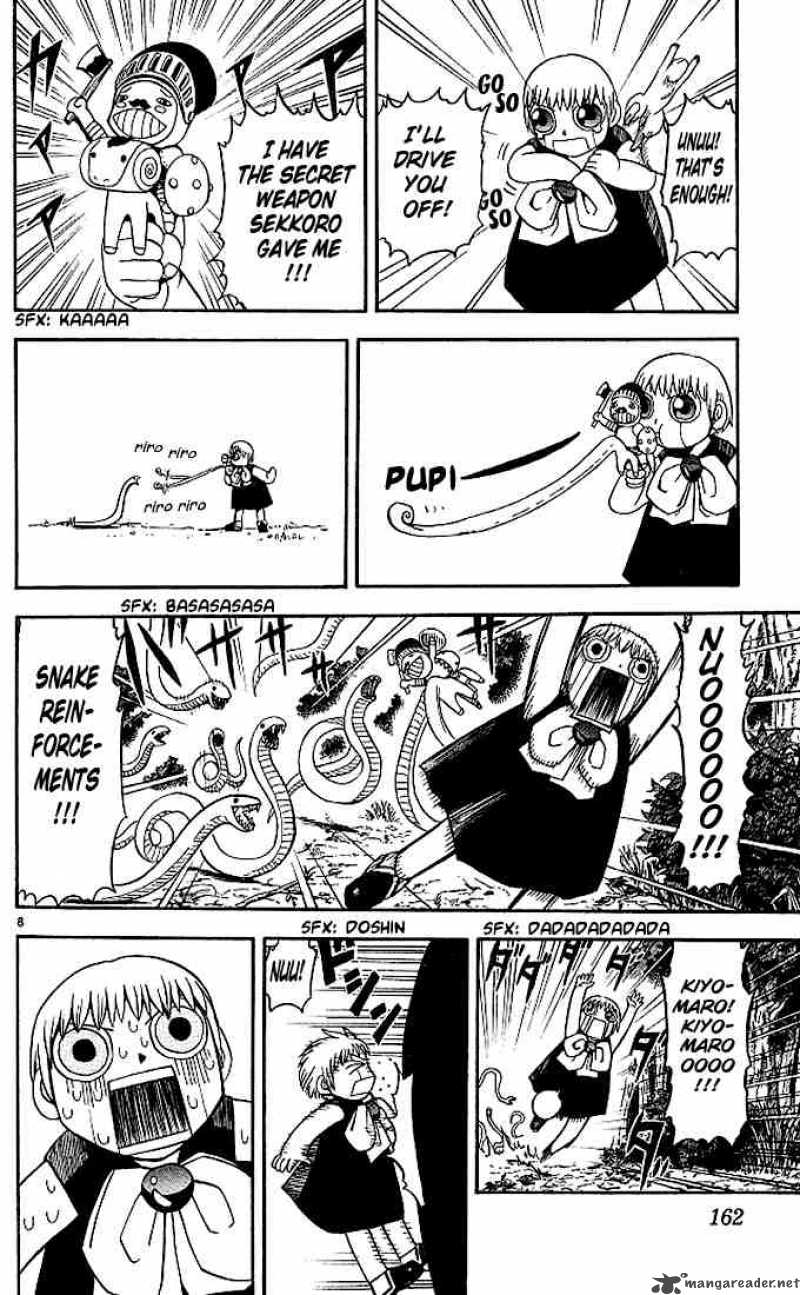 UNUU!
THAT'S
ENOUGH!
GO
SO
I'LL
DRIVE
YOU
OFF!
GO
SO
I HAVE
THE SECRET
WEAPON
SEKKORO
GAVE ME
!!!
SFX: KAAAAA
PUPI
riro riro
riro riro
SFX: BASASASASA
NUOOOOOOO!!!
SNAKE
REIN-
FORCE-
MENTS
!!!
8
SFX: DADADADADADA
KIYO-
MARO!
KIYO-
MARO
OOOO
!!!
SFX: DOSHIN
NUU!
162
mangareader.net